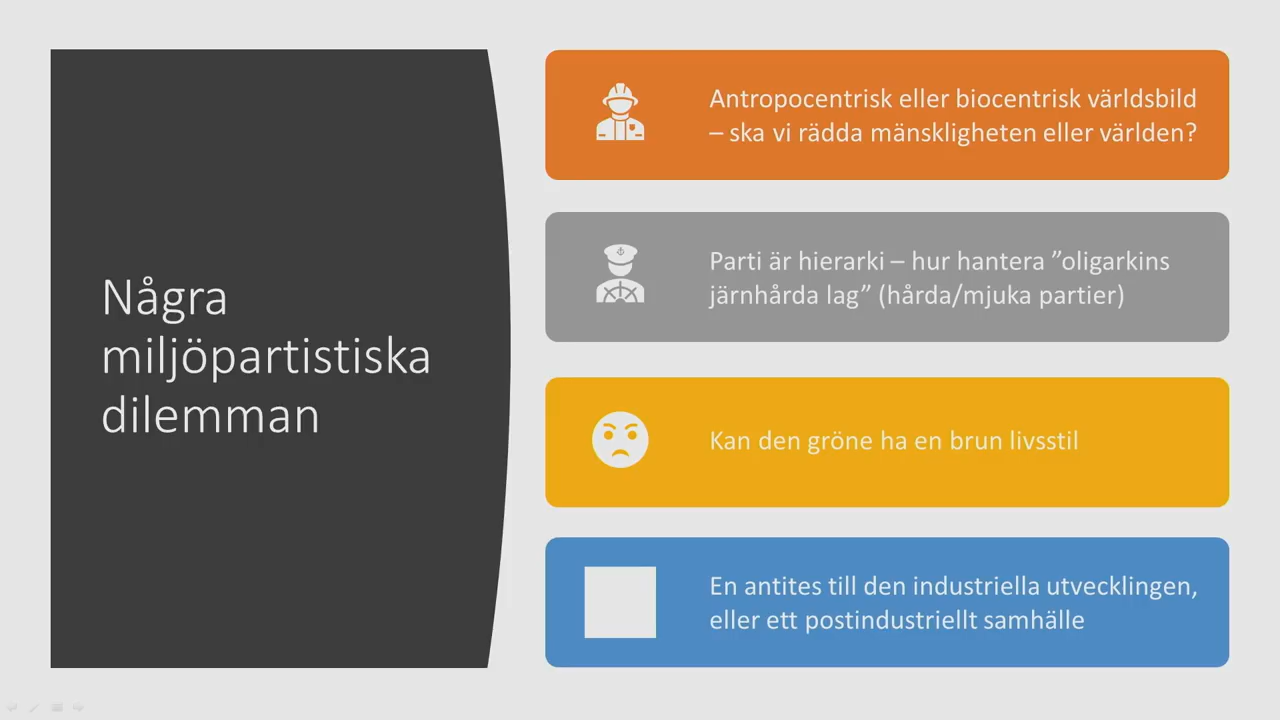 Några
miljöpartistiska
dilemman
Antropocentrisk eller biocentrisk världsbild
– ska vi rädda mänskligheten eller världen?
Parti är hierarki – hur hantera ”oligarkins
järnhårda lag” (hårda/mjuka partier)
Kan den gröne ha en brun livsstil
En antites till den industriella utvecklingen,
eller ett postindustriellt samhälle